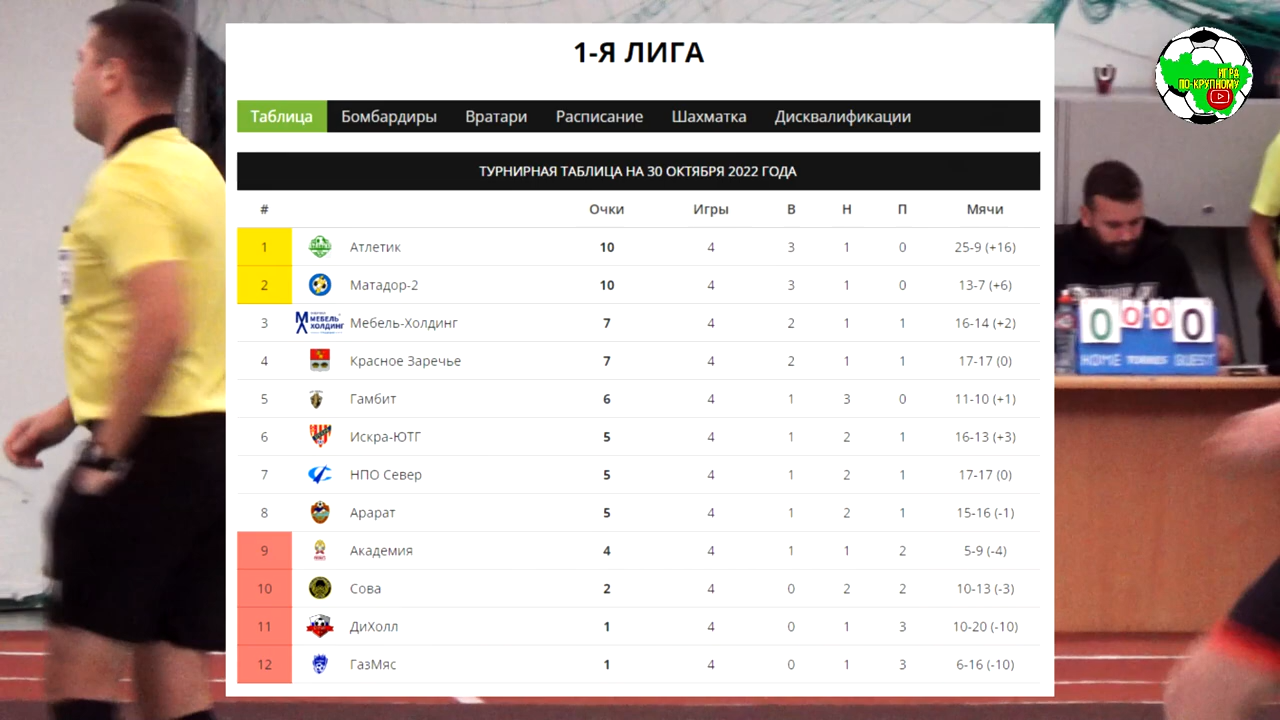 1-Я ЛИГА
ИГРА
ПО-КРУПНОМУ
Таблица Бомбардиры Вратари Расписание Шахматка Дисквалификации
ТУРНИРНАЯ ТАБЛИЦА НА 30 ОКТЯБРЯ 2022 ГОДА
# Очки Игры В Н П Мячи
1 Атлетик 10 4 3 1 0 25-9 (+16)
2 Матадор-2 10 4 3 1 0 13-7 (+6)
3 МЕБЕЛЬ ХОЛДИНГ Мебель-Холдинг 7 4 2 1 1 16-14 (+2)
4 Красное Заречье 7 4 2 1 1 17-17 (0)
5 Гамбит 6 4 1 3 0 11-10 (+1)
6 Искра-ЮТГ 5 4 1 2 1 16-13 (+3)
7 НПО Север 5 4 1 2 1 17-17 (0)
8 Арарат 5 4 1 2 1 15-16 (-1)
9 Академия 4 4 1 1 2 5-9 (-4)
10 Сова 2 4 0 2 2 10-13 (-3)
11 ДиХолл 1 4 0 1 3 10-20 (-10)
12 ГазМяс 1 4 0 1 3 6-16 (-10)
0 0 0 0
HOME TORRES GUEST